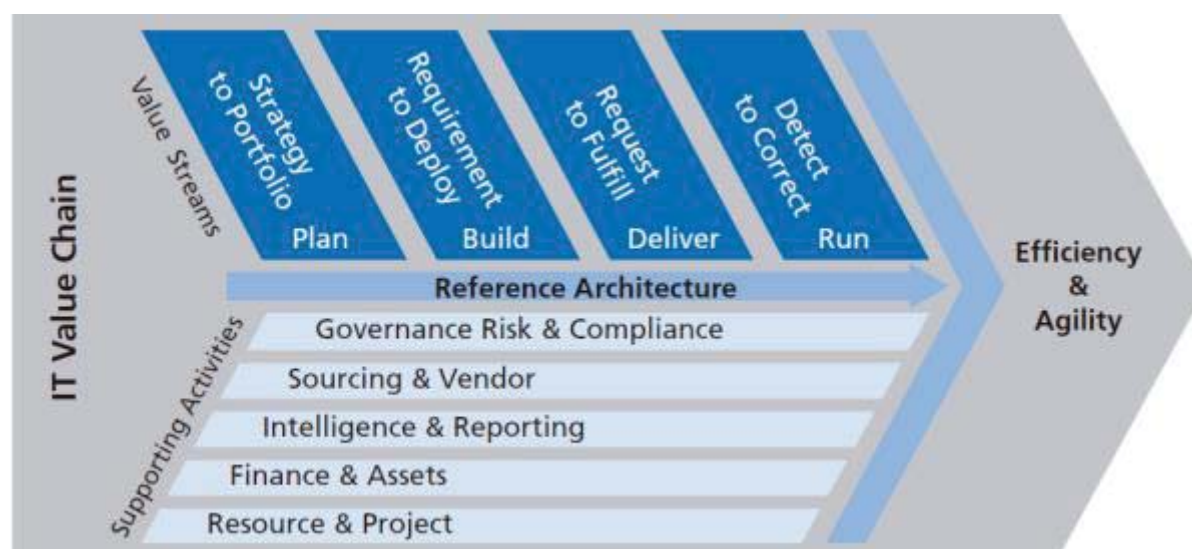 IT Value Chain
Value Streams
Strategy
to Portfolio
Plan
Requirement
to Deploy
Build
Request
to Fulfill
Deliver
Detect
to Correct
Run
Reference Architecture
Efficiency
&
Agility
Supporting Activities
Governance Risk & Compliance
Sourcing & Vendor
Intelligence & Reporting
Finance & Assets
Resource & Project